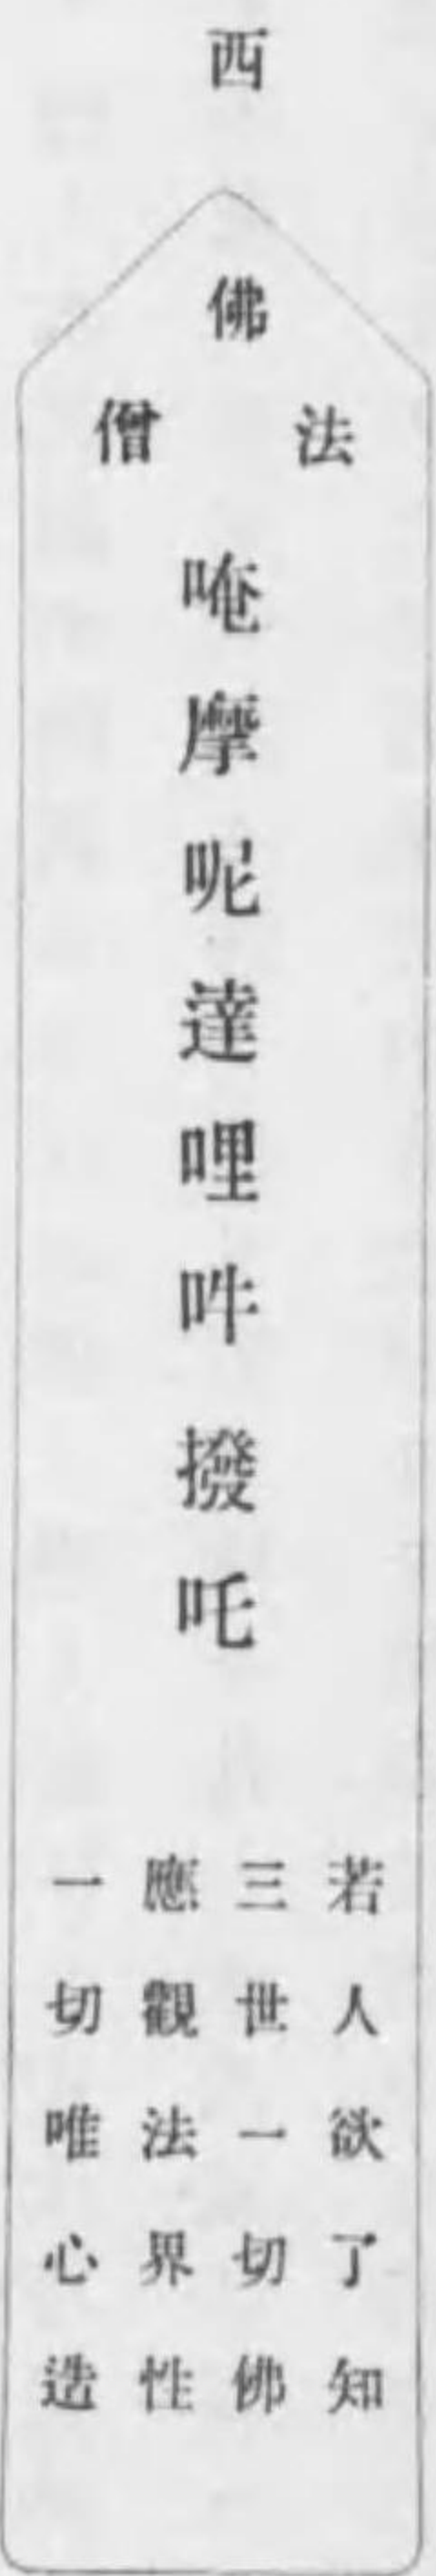 西
佛
法 僧
唵摩呢達哩吽撥吒
若人欲了知
三世一切佛
應觀法界性
一切唯心造